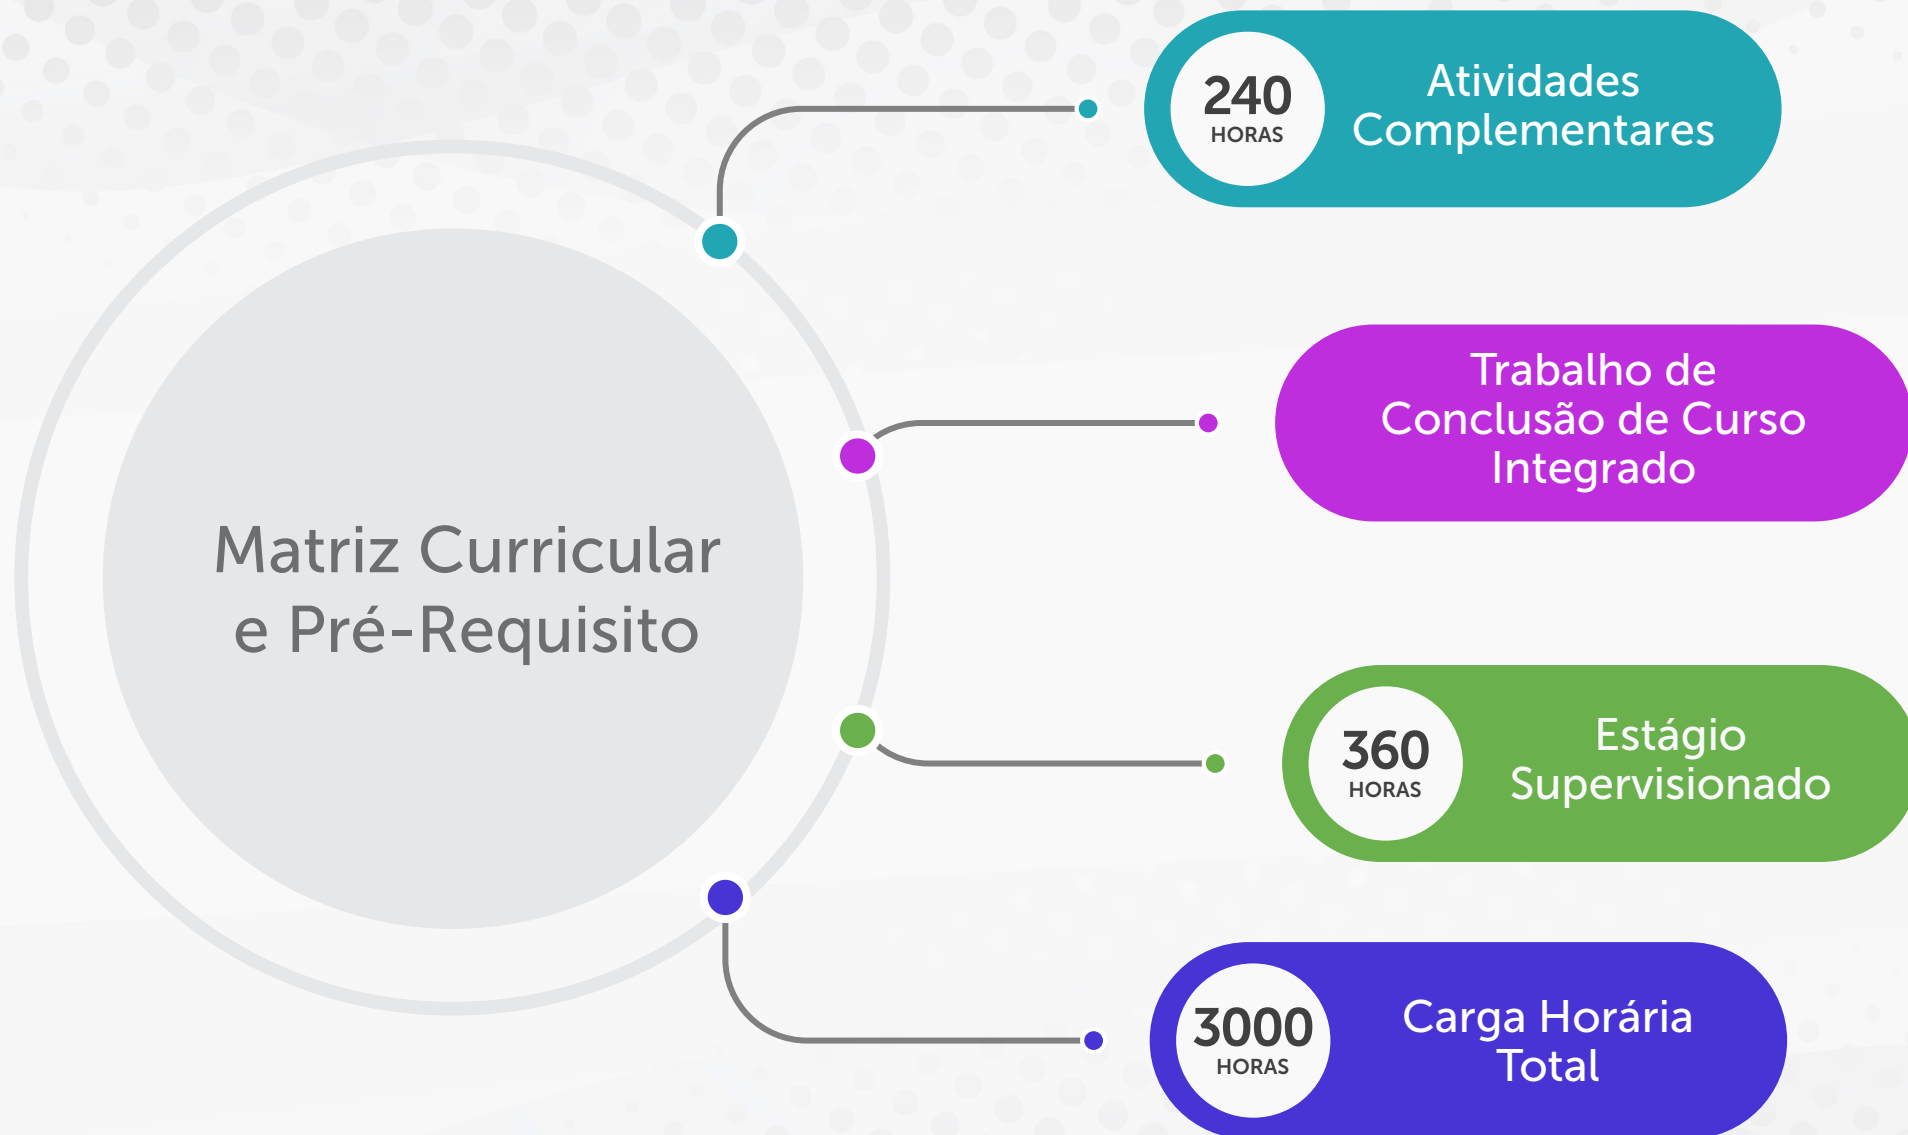 Matriz Curricular
e Pré-Requisito
240
HORAS
Atividades
Complementares
Trabalho de
Conclusão de Curso
Integrado
360
HORAS
Estágio
Supervisionado
3000
HORAS
Carga Horária
Total